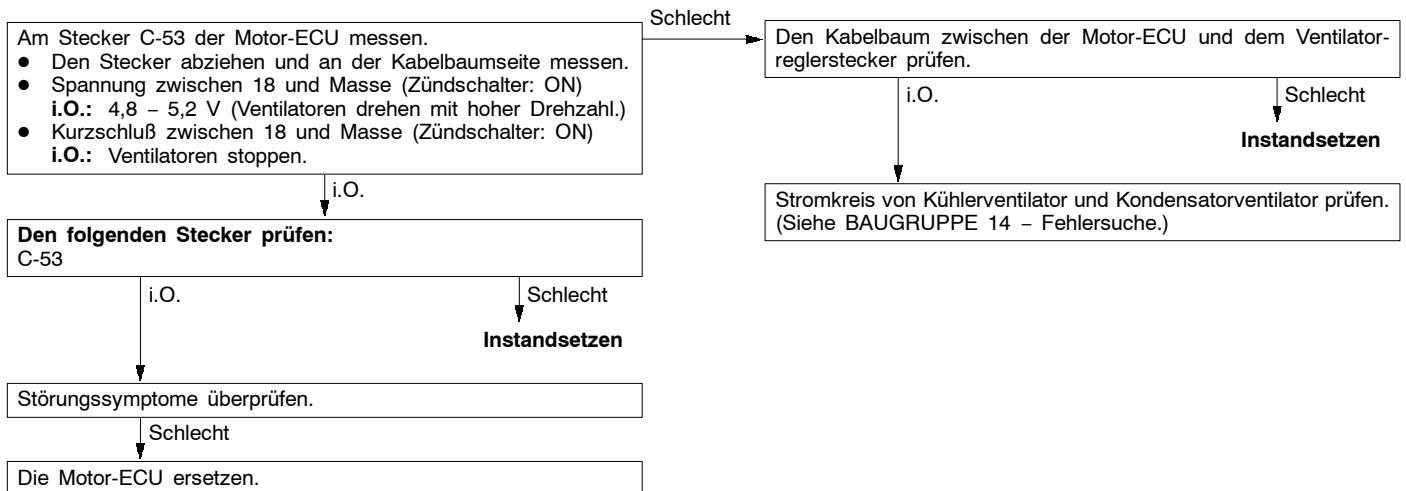 Am Stecker C-53 der Motor-ECU messen.
● Den Stecker abziehen und an der Kabelbaumseite messen.
● Spannung zwischen 18 und Masse (Zündschalter: ON)
i.O.: 4,8 – 5,2 V (Ventilatoren drehen mit hoher Drehzahl.)
● Kurzschluß zwischen 18 und Masse (Zündschalter: ON)
i.O.: Ventilatoren stoppen.
Schlecht
Den Kabelbaum zwischen der Motor-ECU und dem Ventilator-
reglerstecker prüfen.
i.O.
Schlecht
Instandsetzen
Stromkreis von Kühlerventilator und Kondensatorventilator prüfen.
(Siehe BAUGRUPPE 14 – Fehlersuche.)
i.O.
Den folgenden Stecker prüfen:
C-53
i.O.
Schlecht
Instandsetzen
Störungssymptome überprüfen.
Schlecht
Die Motor-ECU ersetzen.